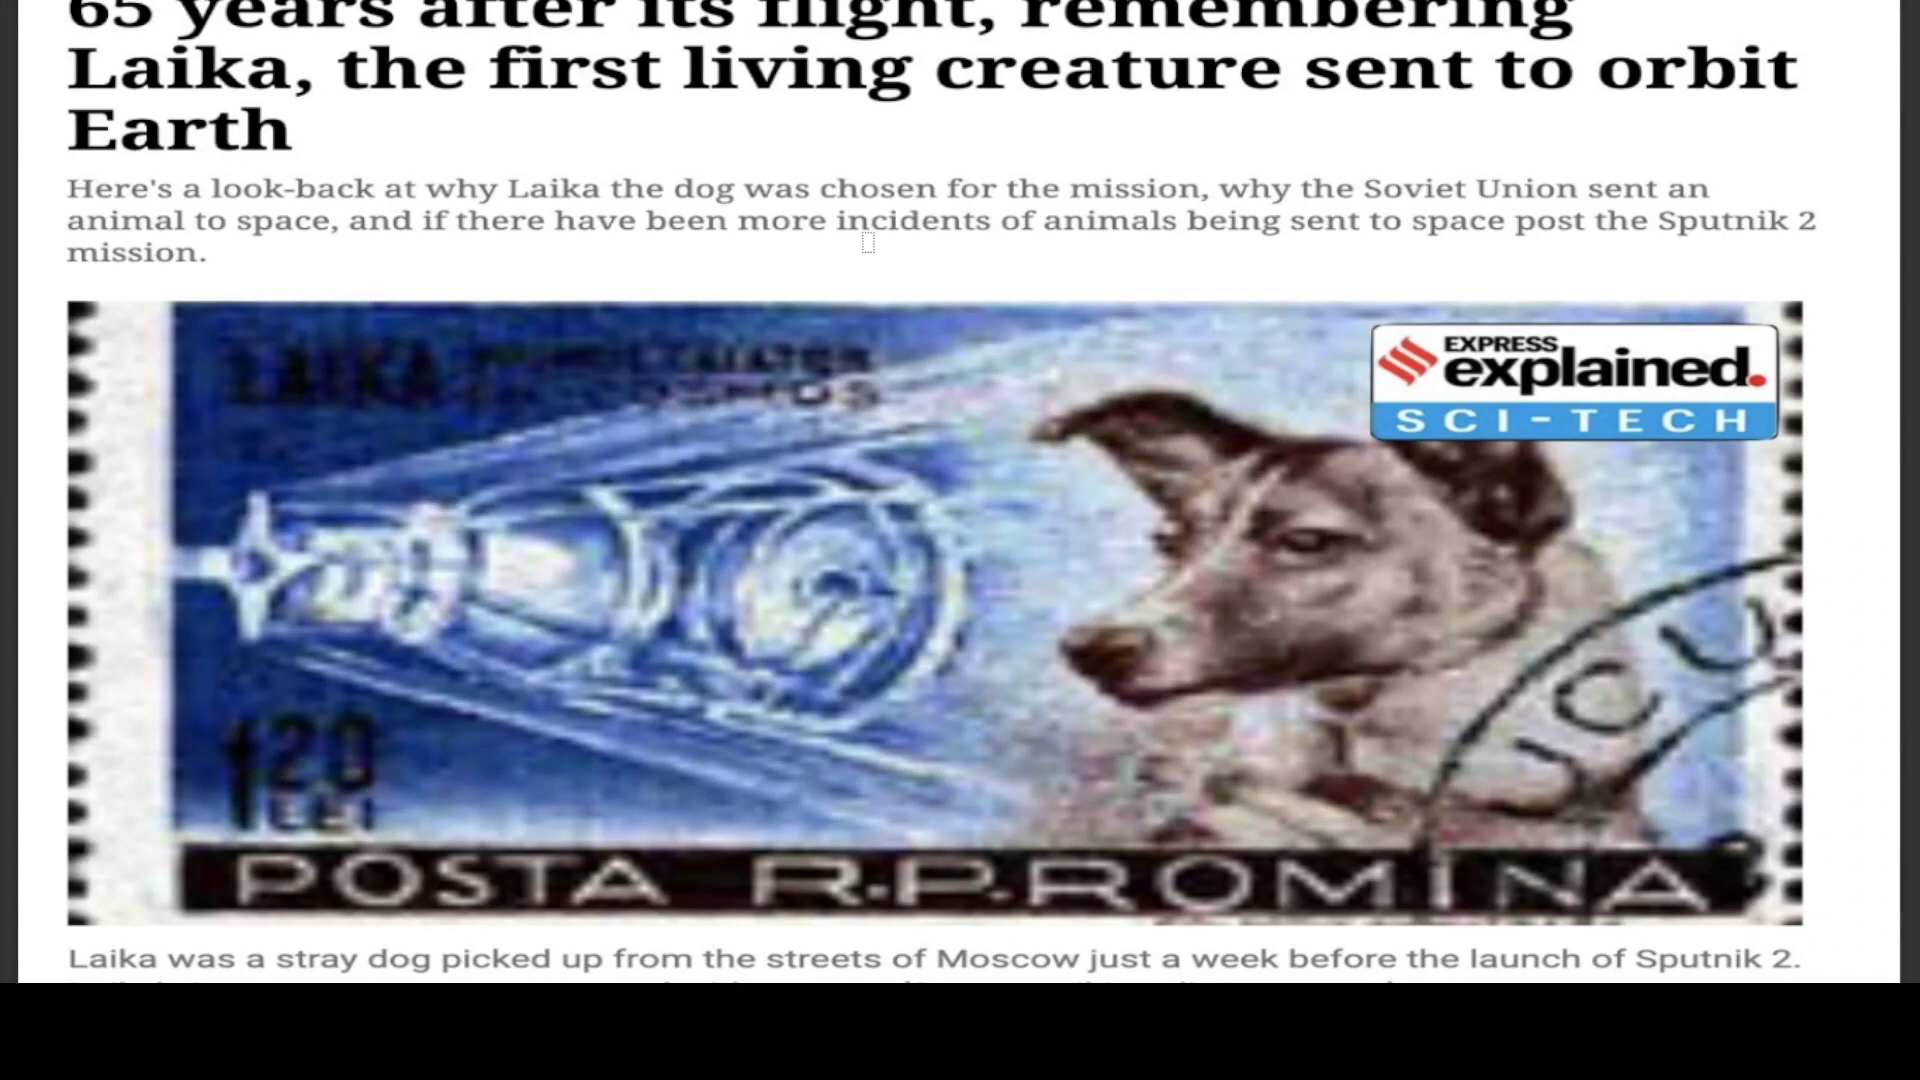 65 years after its flight, remembering
Laika, the first living creature sent to orbit
Earth
Here's a look-back at why Laika the dog was chosen for the mission, why the Soviet Union sent an
animal to space, and if there have been more incidents of animals being sent to space post the Sputnik 2
mission.
LAIKA
EXPRESS
explained.
SCI-TECH
120
LEI
POSTA R.P.ROMINA
Laika was a stray dog picked up from the streets of Moscow just a week before the launch of Sputnik 2.